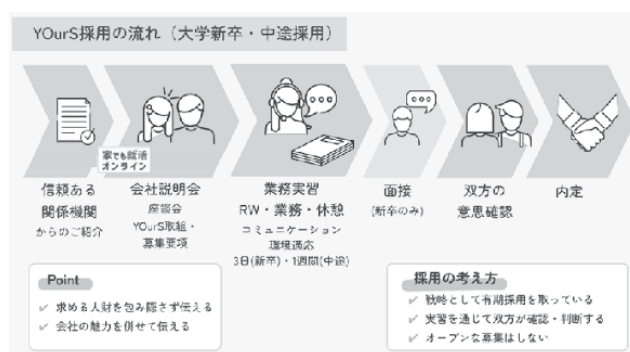 YOurS採用の流れ（大学新卒・中途採用）
家でも就活
オンライン
信頼ある
関係機関
からのご紹介
会社説明会
座談会
YOurS取組・
募集要項
業務実習
RW・業務・休憩
コミュニケーション
環境適応
3日(新卒)・1週間(中途)
面接
(新卒のみ)
双方の
意思確認
内定
Point
✓ 求める人財を包み隠さず伝える
✓ 会社の魅力を併せて伝える
採用の考え方
✓ 戦略として有期採用を取っている
✓ 実習を通じて双方が確認・判断する
✓ オープンな募集はしない